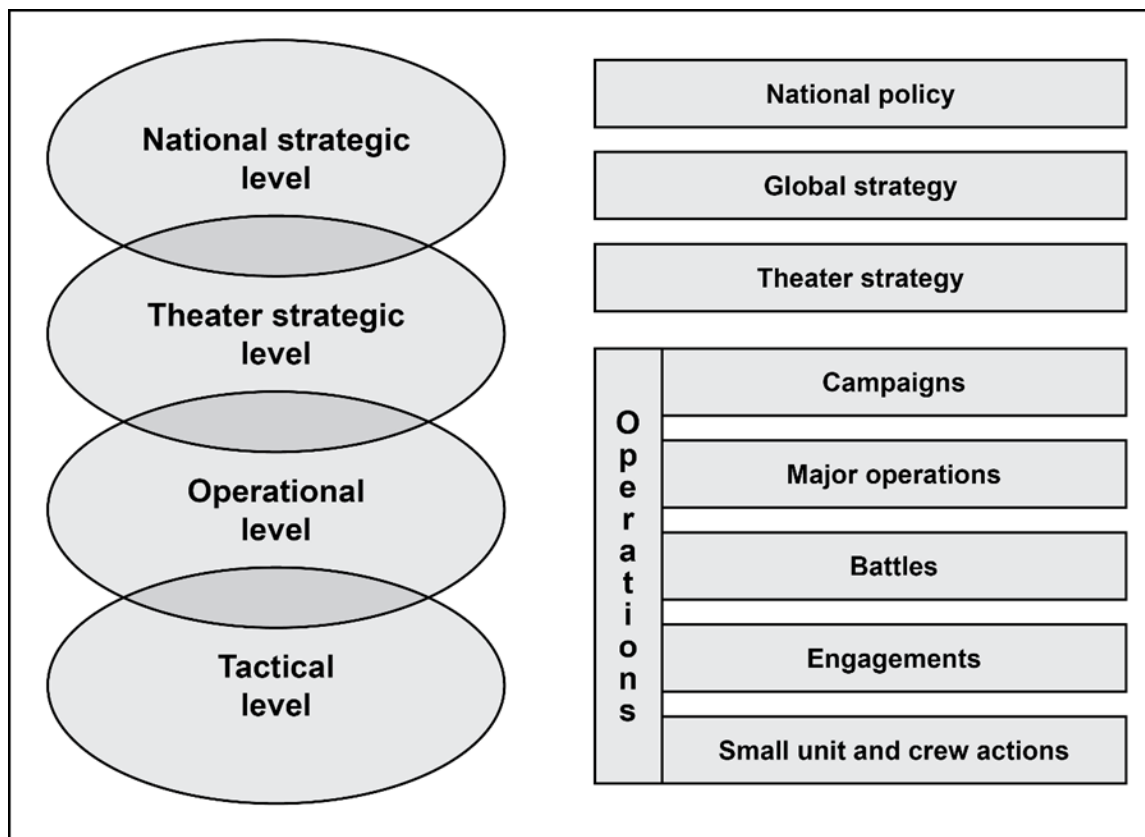 National strategic
level
Theater strategic
level
Operational
level
Tactical
level
National policy
Global strategy
Theater strategy
Operations
Campaigns
Major operations
Battles
Engagements
Small unit and crew actions